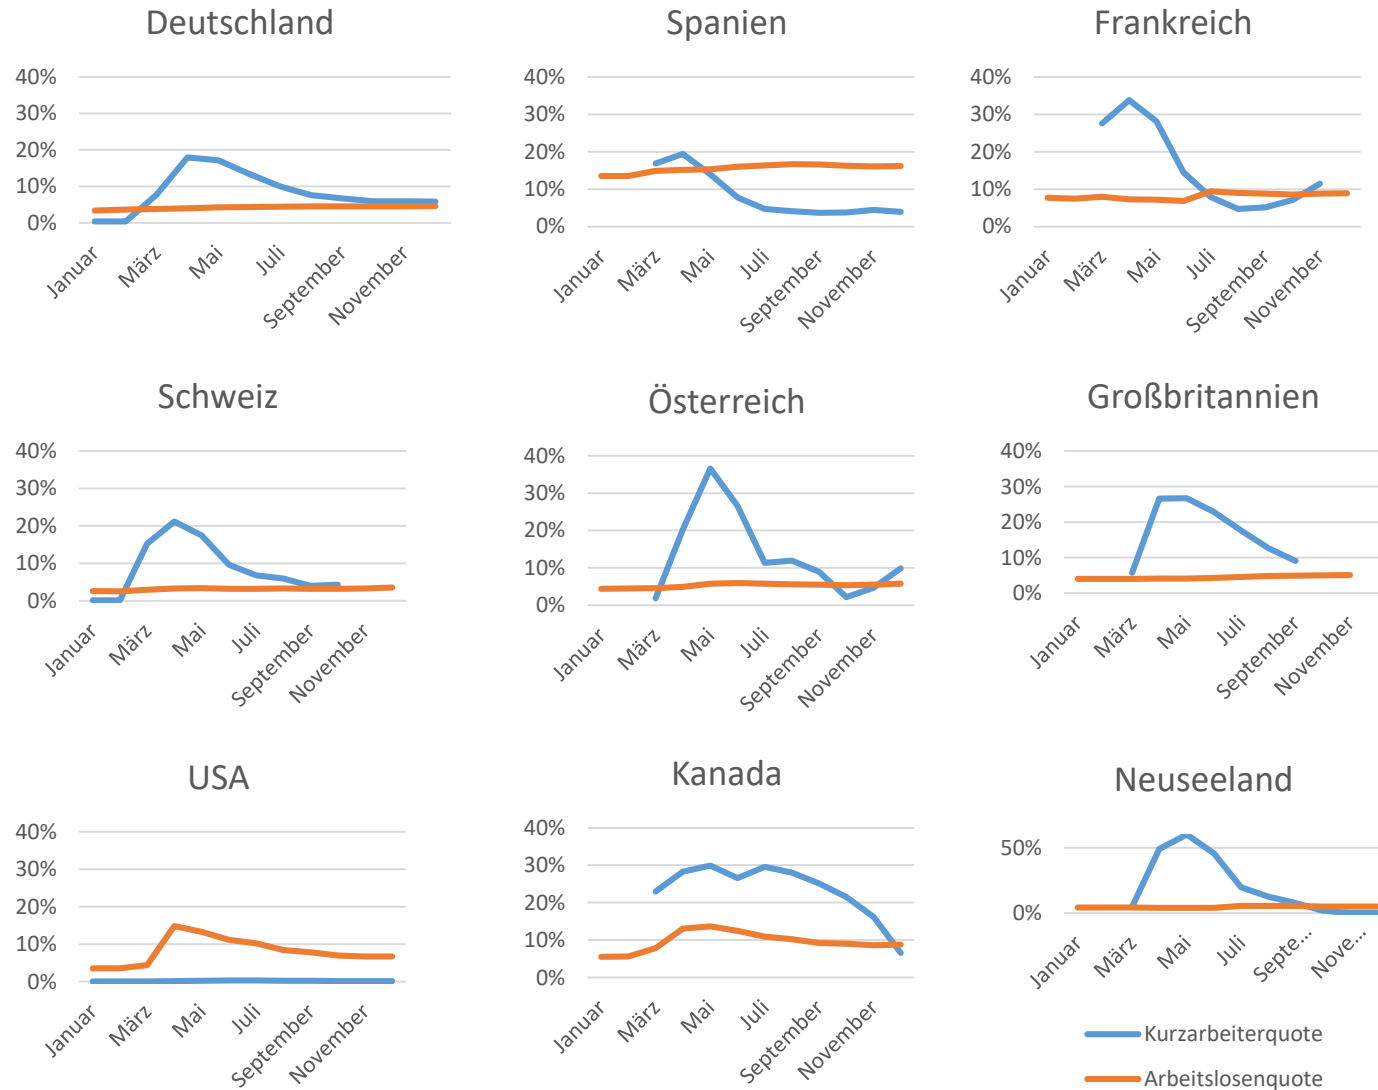 Deutschland
40%
30%
20%
10%
0%
Januar
März
Mai
Juli
September
November
Spanien
40%
30%
20%
10%
0%
Januar
März
Mai
Juli
September
November
Frankreich
40%
30%
20%
10%
0%
Januar
März
Mai
Juli
September
November
Schweiz
40%
30%
20%
10%
0%
Januar
März
Mai
Juli
September
November
Österreich
40%
30%
20%
10%
0%
Januar
März
Mai
Juli
September
November
Großbritannien
40%
30%
20%
10%
0%
Januar
März
Mai
Juli
September
November
USA
40%
30%
20%
10%
0%
Januar
März
Mai
Juli
September
November
Kanada
40%
30%
20%
10%
0%
Januar
März
Mai
Juli
September
November
Neuseeland
50%
0%
Januar
März
Mai
Juli
Septe...
Nove...
Kurzarbeiterquote
Arbeitslosenquote